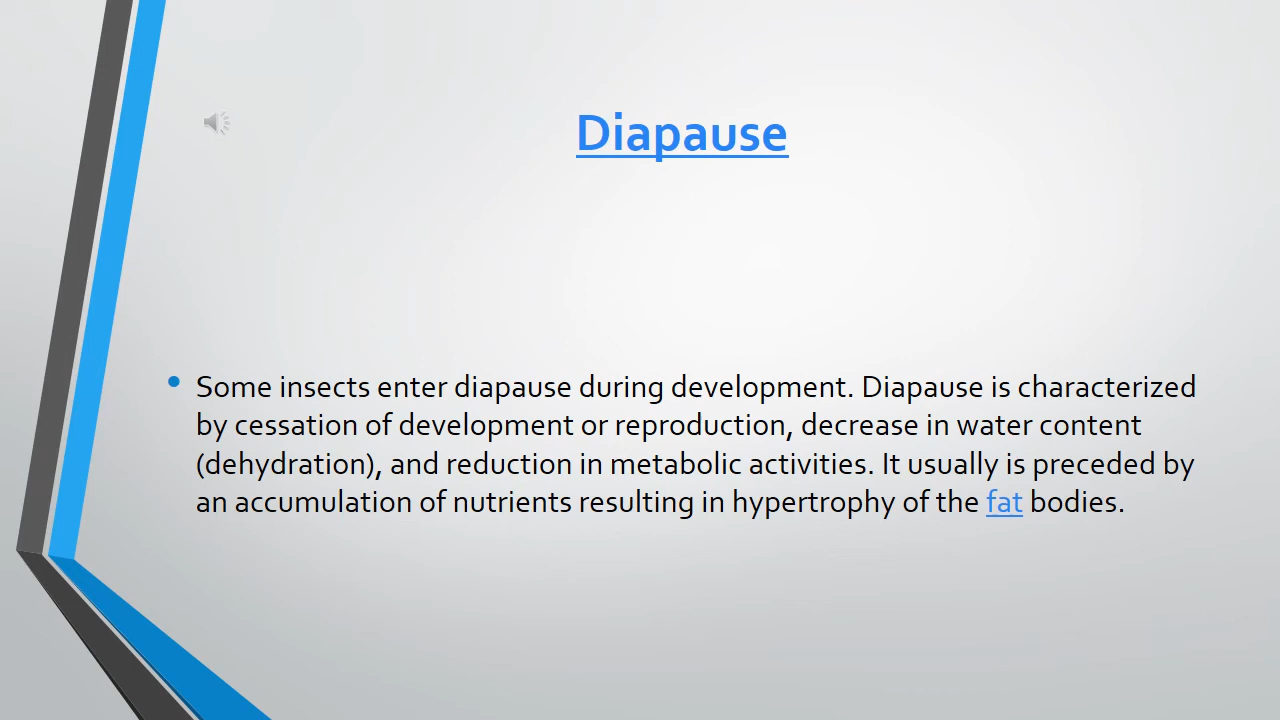 Diapause
• Some insects enter diapause during development. Diapause is characterized
by cessation of development or reproduction, decrease in water content
(dehydration), and reduction in metabolic activities. It usually is preceded by
an accumulation of nutrients resulting in hypertrophy of the fat bodies.